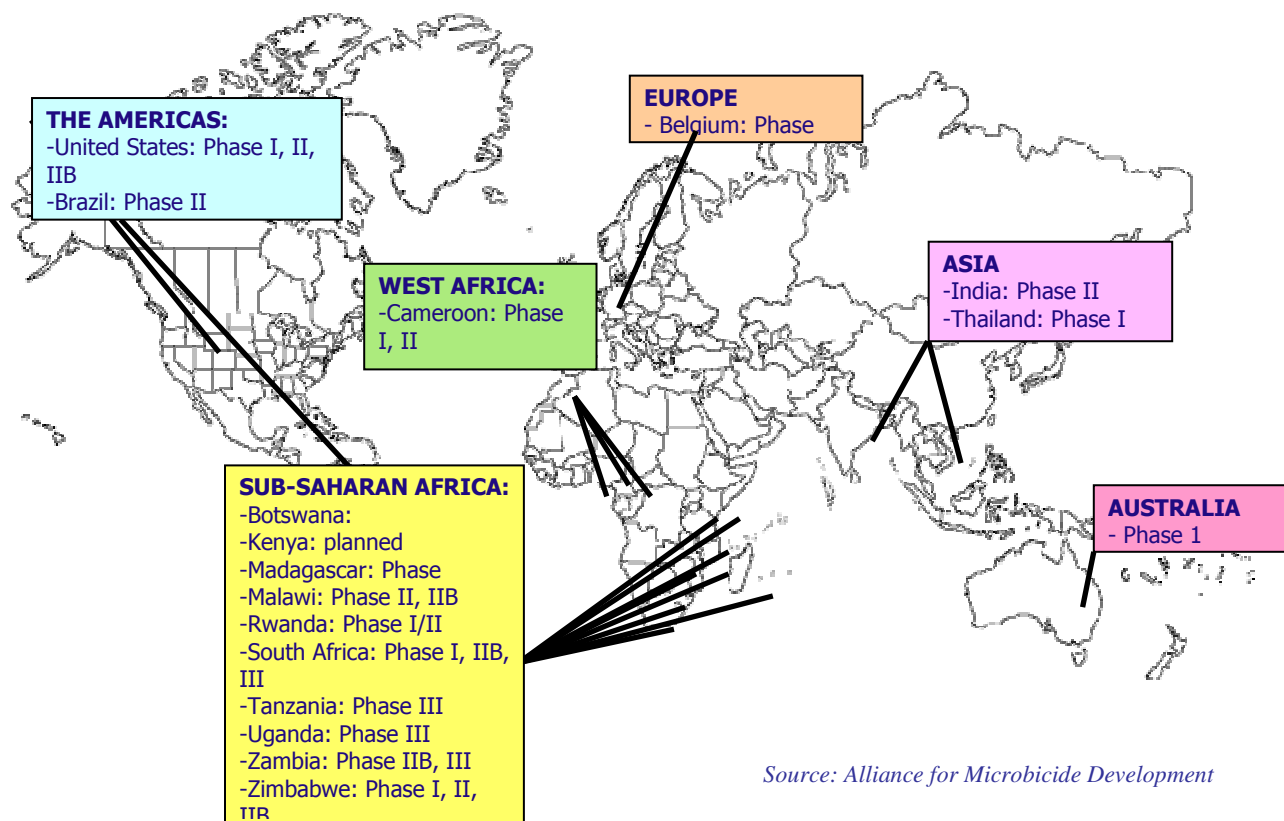 THE AMERICAS:
-United States: Phase I, II,
IIB
-Brazil: Phase II
EUROPE
- Belgium: Phase
WEST AFRICA:
-Cameroon: Phase
I, II
ASIA
-India: Phase II
-Thailand: Phase I
SUB-SAHARAN AFRICA:
-Botswana:
-Kenya: planned
-Madagascar: Phase
-Malawi: Phase II, IIB
-Rwanda: Phase I/II
-South Africa: Phase I, IIB,
III
-Tanzania: Phase III
-Uganda: Phase III
-Zambia: Phase IIB, III
-Zimbabwe: Phase I, II,
IIB
AUSTRALIA
- Phase 1
Source: Alliance for Microbicide Development